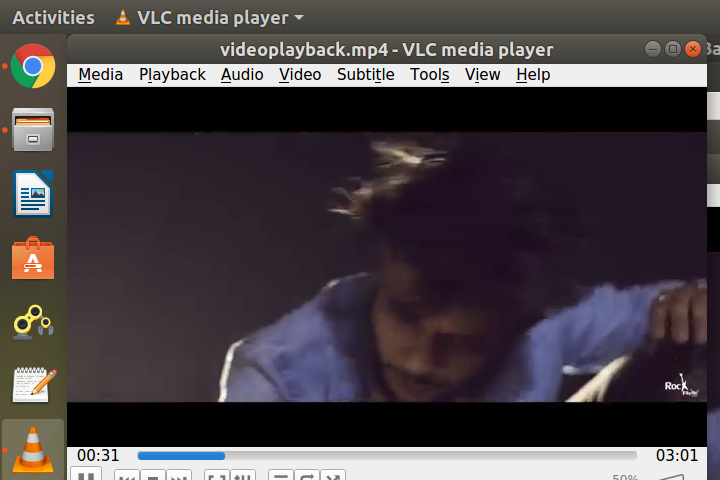 Activities VLC media player
videoplayback.mp4 - VLC media player
Media Playback Audio Video Subtitle Tools View Help
Rock
00:31 03:01
50%